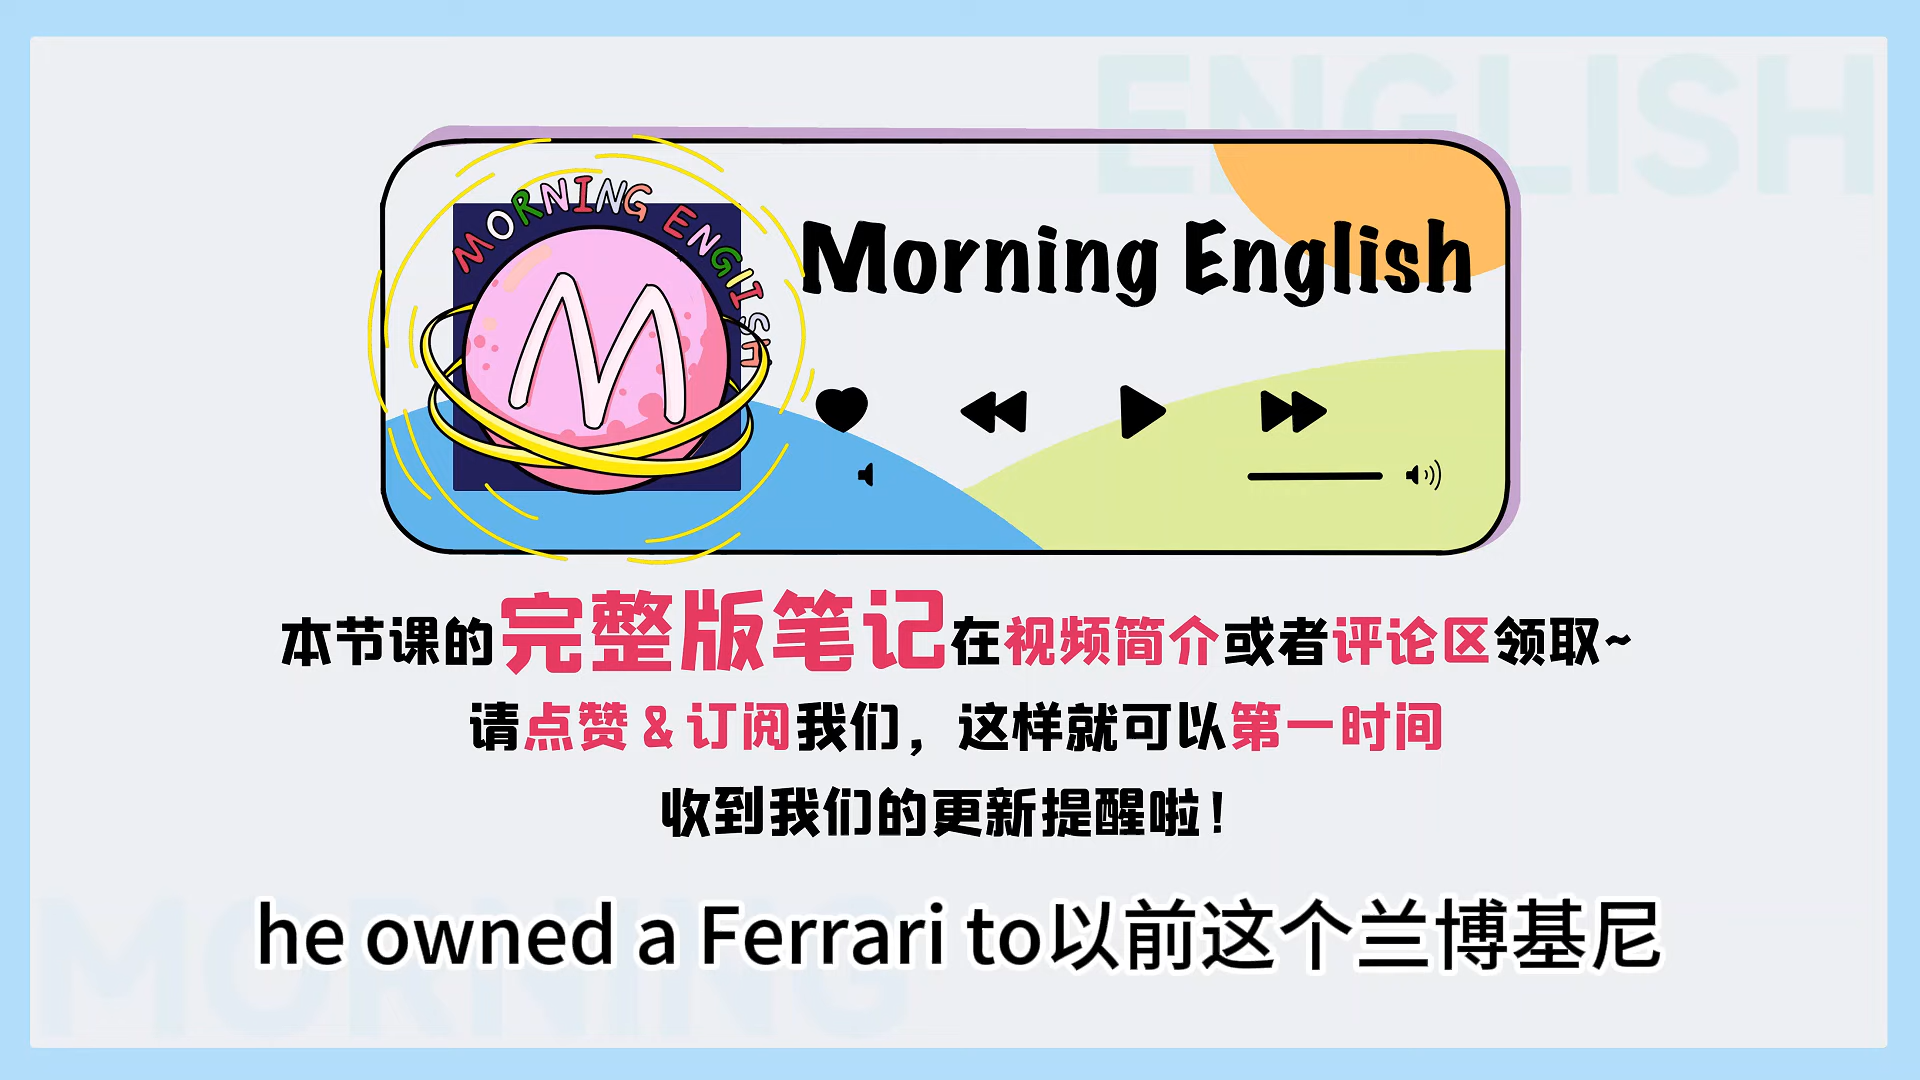 ENGLISH
MORNING ENGLISH
M
Morning English
本节课的完整版笔记在视频简介或者评论区领取~
请点赞&订阅我们，这样就可以第一时间
收到我们的更新提醒啦！
he owned a Ferrari to以前这个兰博基尼
MORNING